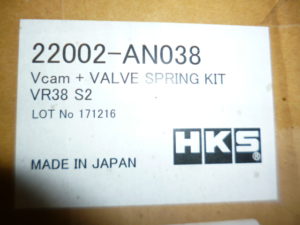 22002-AN038
Vcam + VALVE SPRING KIT
VR38 S2
LOT No 171216
MADE IN JAPAN
HKS®